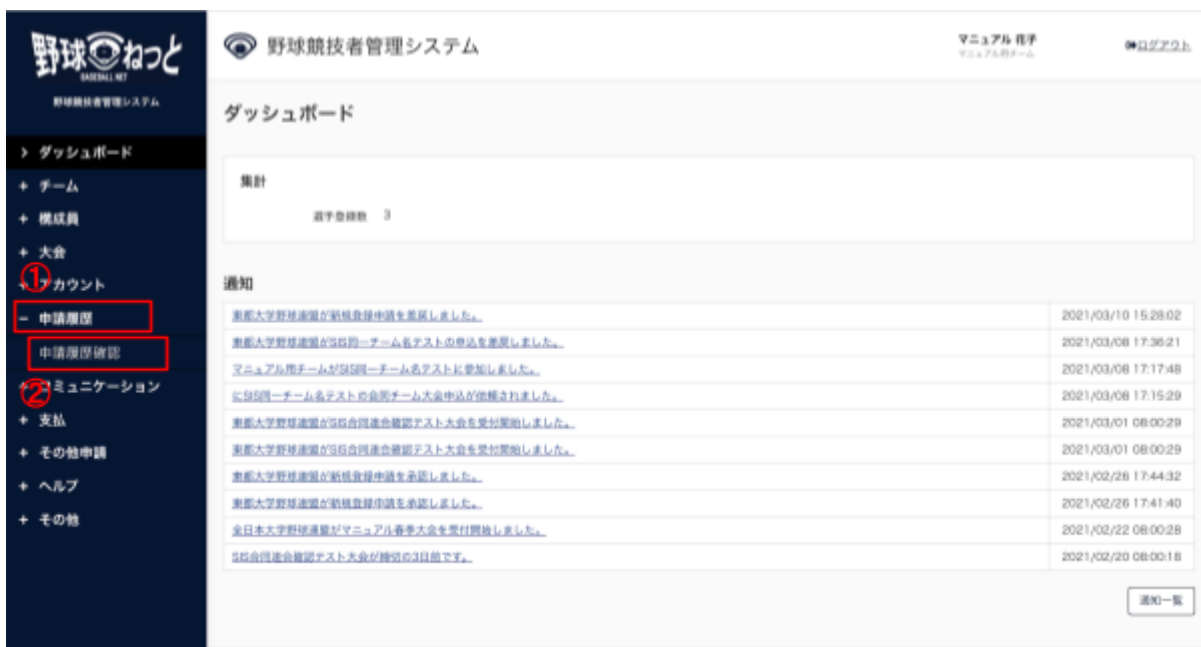 野球ねっと
BASEBALL NET
野球競技者管理システム
野球競技者管理システム
マニュアル 花子
マニュアル用チーム
ログアウト
ダッシュボード
> ダッシュボード
+ チーム
+ 構成員
+ 大会
① アカウント
− 申請履歴
申請履歴確認
② コミュニケーション
+ 支払
+ その他申請
+ ヘルプ
+ その他
集計
選手登録数 3
通知
東都大学野球連盟が新規登録申請を差戻しました。 2021/03/10 15:28:02
東都大学野球連盟がSIS同一チーム名テストの申込を差戻しました。 2021/03/08 17:36:21
マニュアル用チームがSIS同一チーム名テストに参加しました。 2021/03/08 17:17:48
にSIS同一チーム名テストの合同チーム大会申込が依頼されました。 2021/03/08 17:15:29
東都大学野球連盟がSIS合同連合確認テスト大会を受付開始しました。 2021/03/01 08:00:29
東都大学野球連盟がSIS合同連合確認テスト大会を受付開始しました。 2021/03/01 08:00:29
東都大学野球連盟が新規登録申請を承認しました。 2021/02/26 17:44:32
東都大学野球連盟が新規登録申請を承認しました。 2021/02/26 17:41:40
全日本大学野球連盟がマニュアル春季大会を受付開始しました。 2021/02/22 08:00:28
SIS合同連合確認テスト大会が締切の3日前です。 2021/02/20 08:00:18
通知一覧